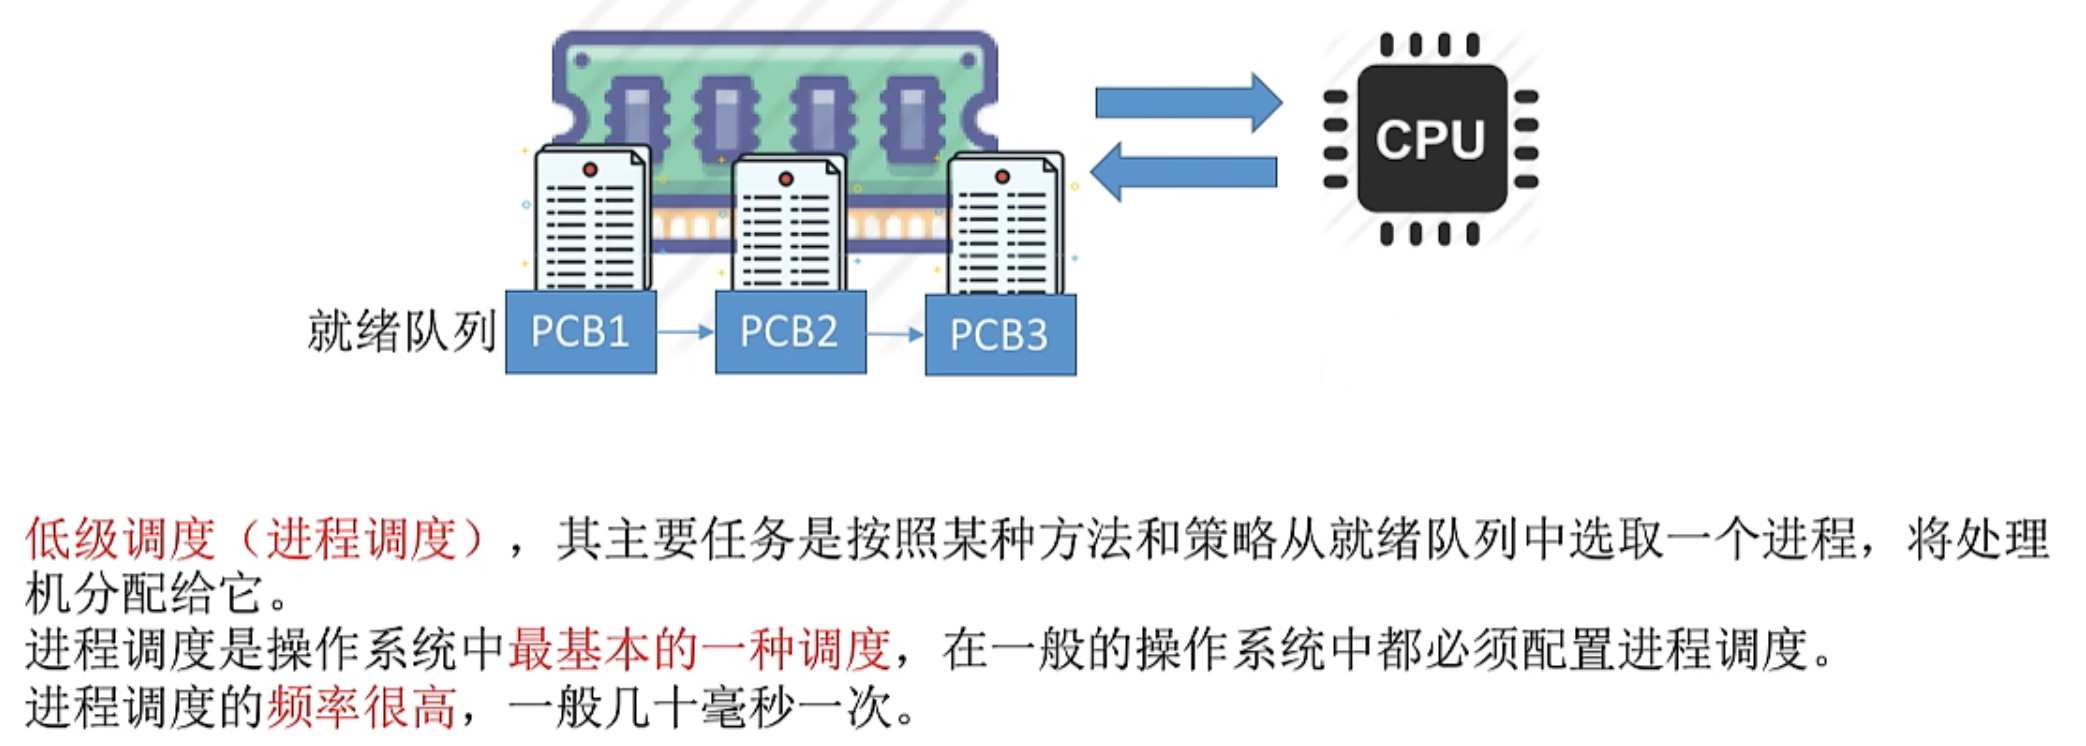 CPU
就绪队列 PCB1 PCB2 PCB3
低级调度（进程调度），其主要任务是按照某种方法和策略从就绪队列中选取一个进程，将处理
机分配给它。
进程调度是操作系统中最基本的一种调度，在一般的操作系统中都必须配置进程调度。
进程调度的频率很高，一般几十毫秒一次。